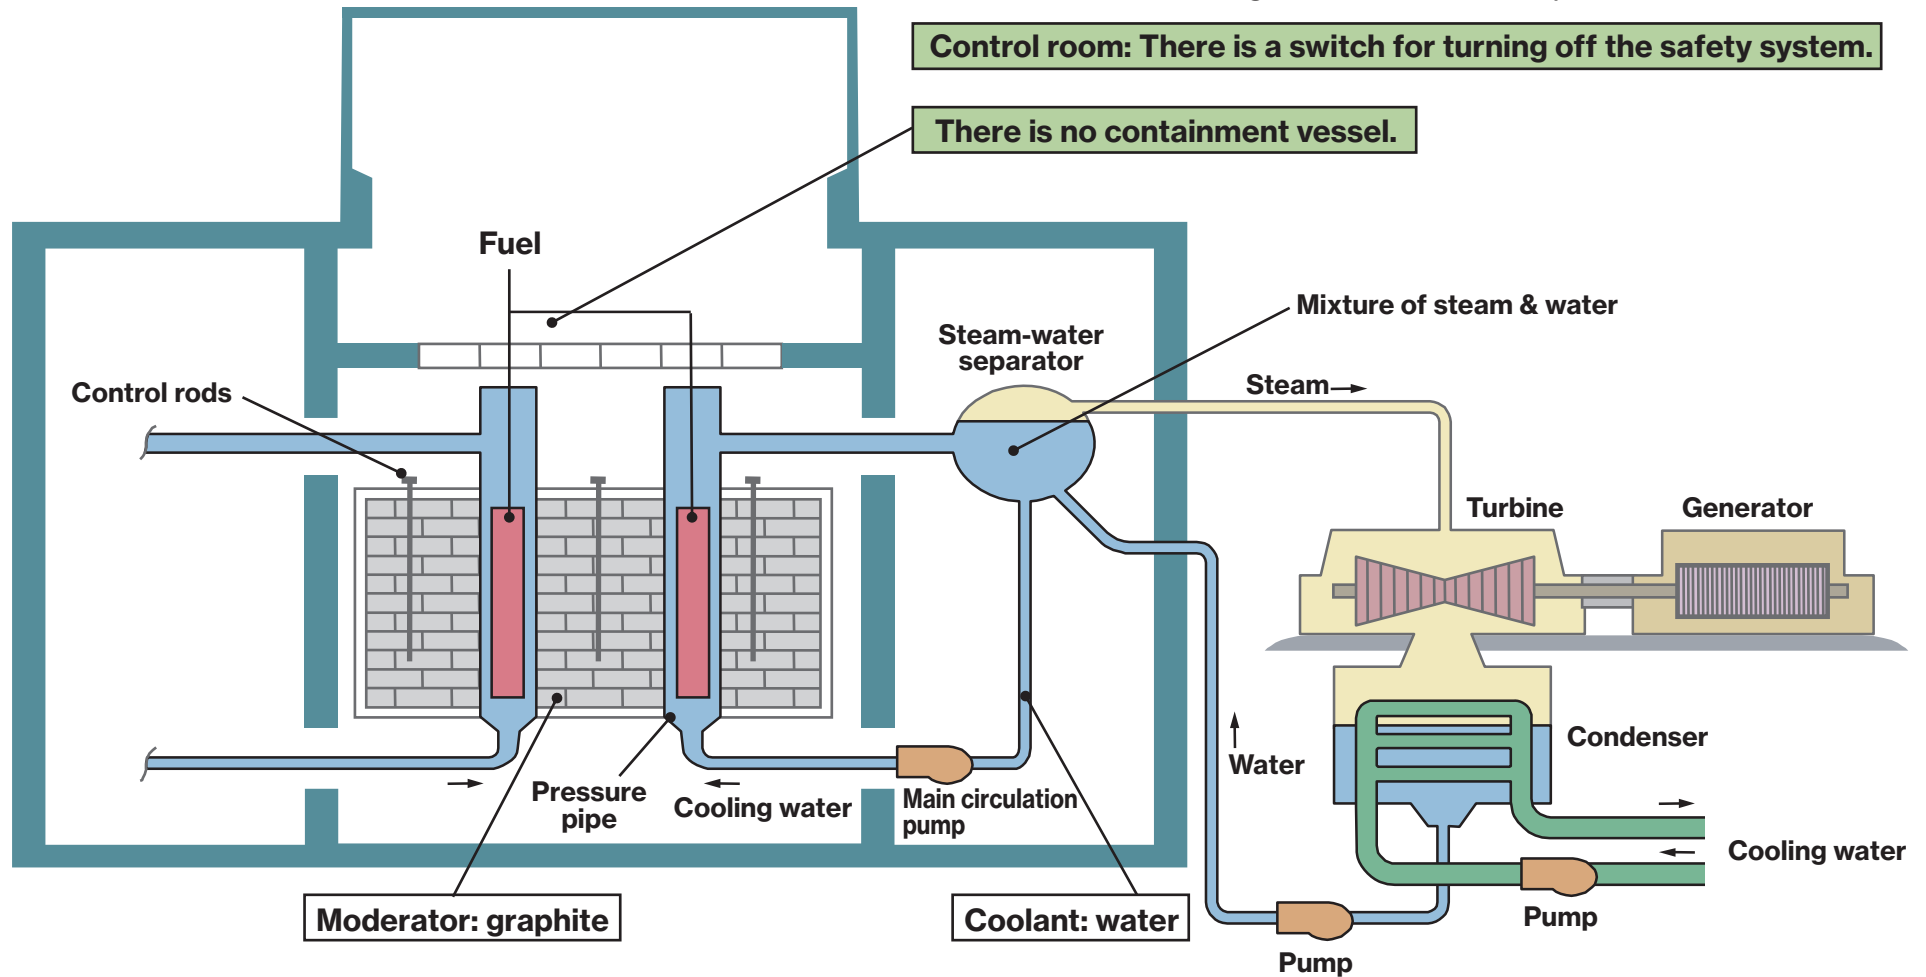 Control room: There is a switch for turning off the safety system.
There is no containment vessel.
Fuel
Mixture of steam & water
Steam-water
separator
Steam
Control rods
Turbine
Generator
Condenser
Water
Pressure
pipe
Cooling water
Main circulation
pump
Cooling water
Moderator: graphite
Coolant: water
Pump
Pump